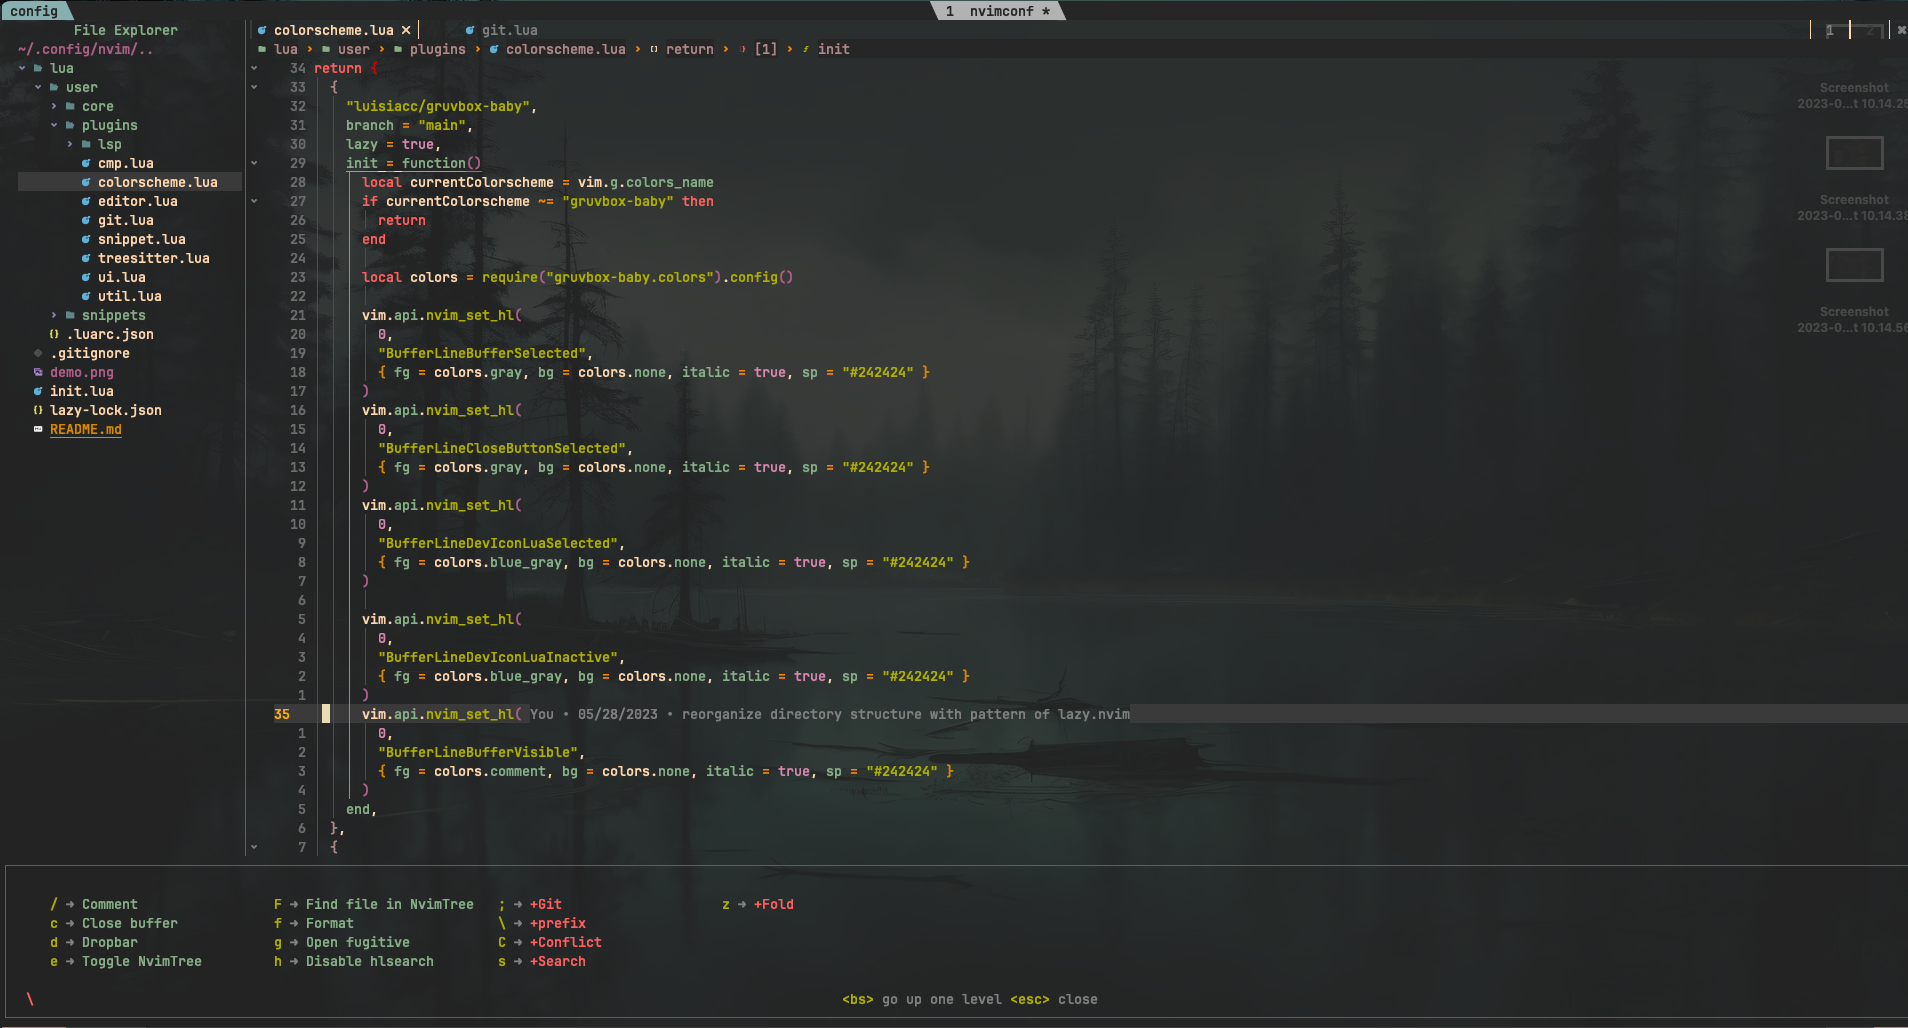 config
1 nvimconf *
File Explorer
colorscheme.lua ×
git.lua
1 2 ×
~/.config/nvim/..
lua › user › plugins › colorscheme.lua › return › [1] › init
lua
user
core
plugins
lsp
cmp.lua
colorscheme.lua
editor.lua
git.lua
snippet.lua
treesitter.lua
ui.lua
util.lua
snippets
{} .luarc.json
.gitignore
demo.png
init.lua
{} lazy-lock.json
README.md
34 return {
33 {
32 "luisiacc/gruvbox-baby",
31 branch = "main",
30 lazy = true,
29 init = function()
28 local currentColorscheme = vim.g.colors_name
27 if currentColorscheme ~= "gruvbox-baby" then
26 return
25 end
24
23 local colors = require("gruvbox-baby.colors").config()
22
21 vim.api.nvim_set_hl(
20 0,
19 "BufferLineBufferSelected",
18 { fg = colors.gray, bg = colors.none, italic = true, sp = "#242424" }
17 )
16 vim.api.nvim_set_hl(
15 0,
14 "BufferLineCloseButtonSelected",
13 { fg = colors.gray, bg = colors.none, italic = true, sp = "#242424" }
12 )
11 vim.api.nvim_set_hl(
10 0,
9 "BufferLineDevIconLuaSelected",
8 { fg = colors.blue_gray, bg = colors.none, italic = true, sp = "#242424" }
7 )
6
5 vim.api.nvim_set_hl(
4 0,
3 "BufferLineDevIconLuaInactive",
2 { fg = colors.blue_gray, bg = colors.none, italic = true, sp = "#242424" }
1 )
35 vim.api.nvim_set_hl( You • 05/28/2023 • reorganize directory structure with pattern of lazy.nvim
1 0,
2 "BufferLineBufferVisible",
3 { fg = colors.comment, bg = colors.none, italic = true, sp = "#242424" }
4 )
5 end,
6 },
7 {
Screenshot
2023-0...t 10.14.25
Screenshot
2023-0...t 10.14.38
Screenshot
2023-0...t 10.14.56
/ → Comment F → Find file in NvimTree ; → +Git z → +Fold
c → Close buffer f → Format \ → +prefix
d → Dropbar g → Open fugitive C → +Conflict
e → Toggle NvimTree h → Disable hlsearch s → +Search
\ <bs> go up one level <esc> close